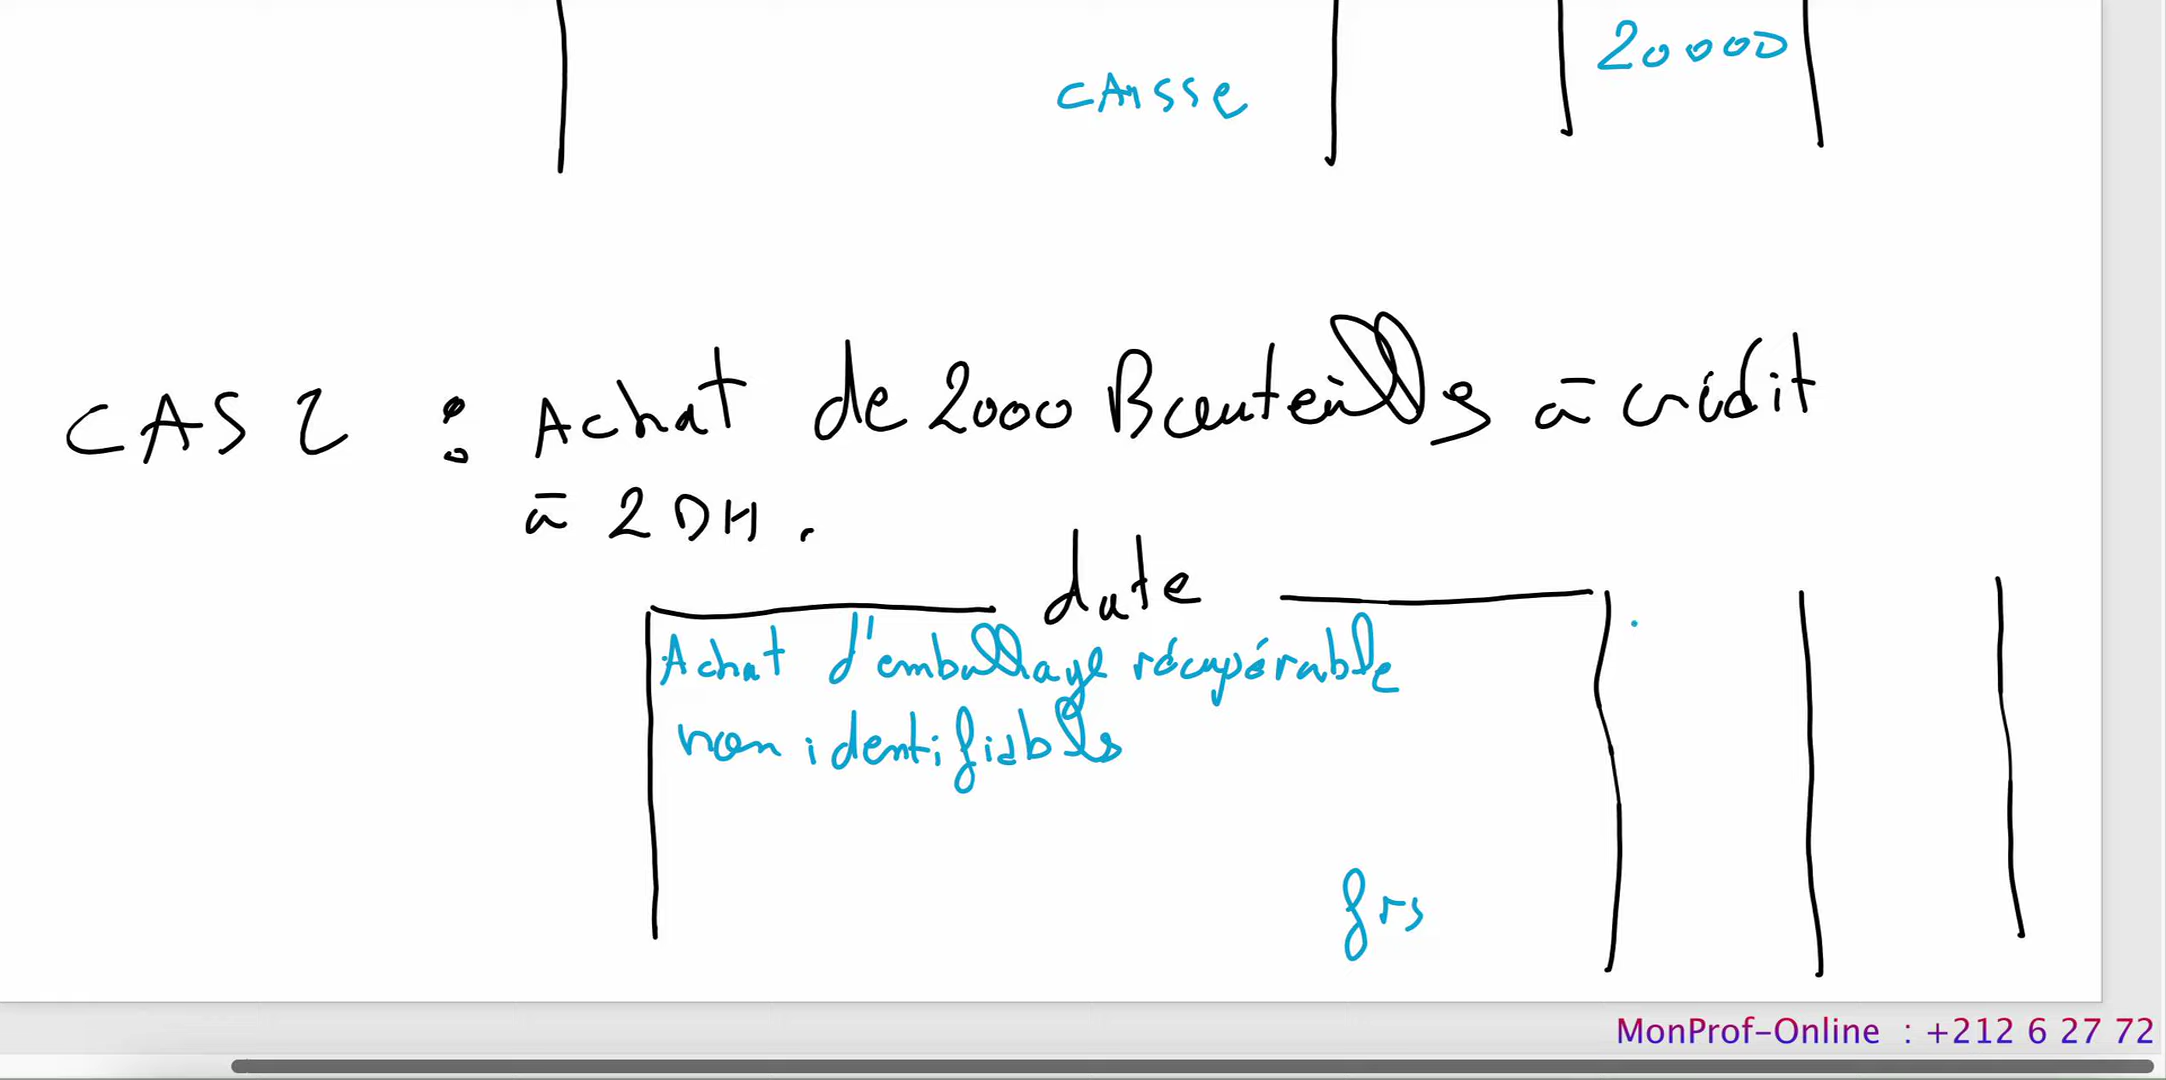 20000
CAisse
CAS 2 : Achat de 2000 Bouteilles à crédit
à 2 DH.
date
Achat d'emballage récupérable
non identifiables
frs
MonProf-Online : +212 6 27 72